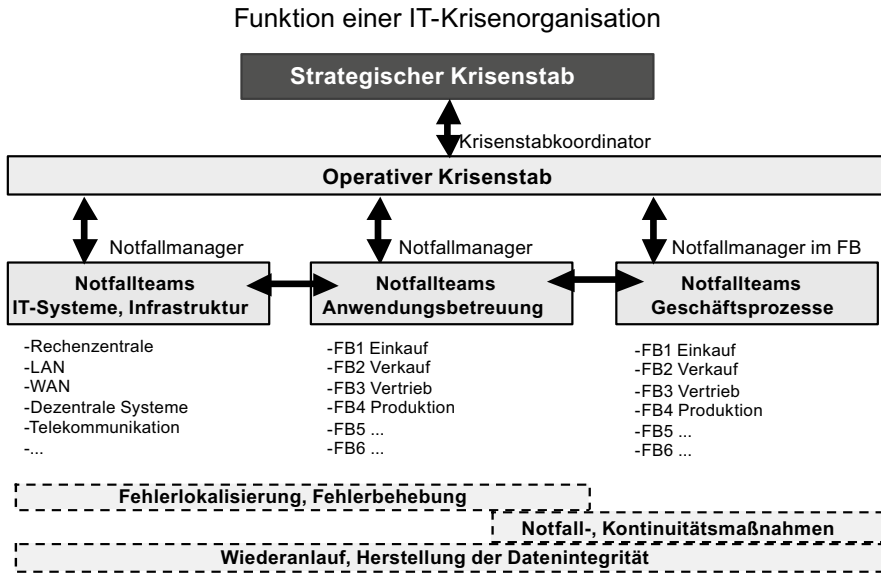 Funktion einer IT-Krisenorganisation
Strategischer Krisenstab
Krisenstabkoordinator
Operativer Krisenstab
Notfallmanager
Notfallmanager
Notfallmanager im FB
Notfallteams
IT-Systeme, Infrastruktur
Notfallteams
Anwendungsbetreuung
Notfallteams
Geschäftsprozesse
-Rechenzentrale
-LAN
-WAN
-Dezentrale Systeme
-Telekommunikation
-...
-FB1 Einkauf
-FB2 Verkauf
-FB3 Vertrieb
-FB4 Produktion
-FB5 ...
-FB6 ...
-FB1 Einkauf
-FB2 Verkauf
-FB3 Vertrieb
-FB4 Produktion
-FB5 ...
-FB6 ...
Fehlerlokalisierung, Fehlerbehebung
Notfall-, Kontinuitätsmaßnahmen
Wiederanlauf, Herstellung der Datenintegrität